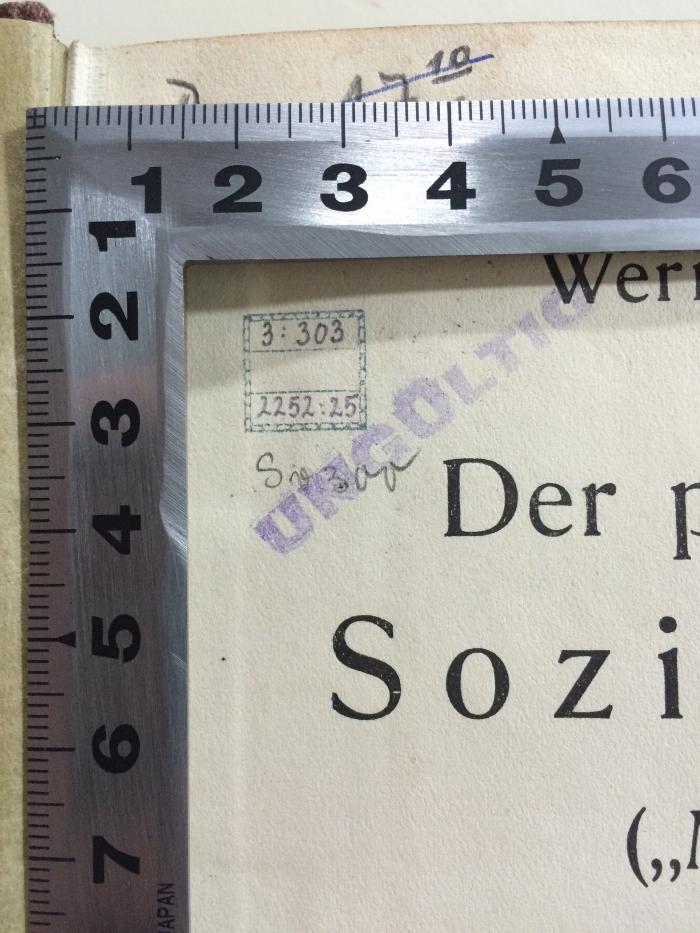 17 10
1 2 3 4 5 6
1 2 3 4 5 6 7
JAPAN
Wern
3: 303
2252:25
UNGÜLTIG
Der p
Sozi
(„M